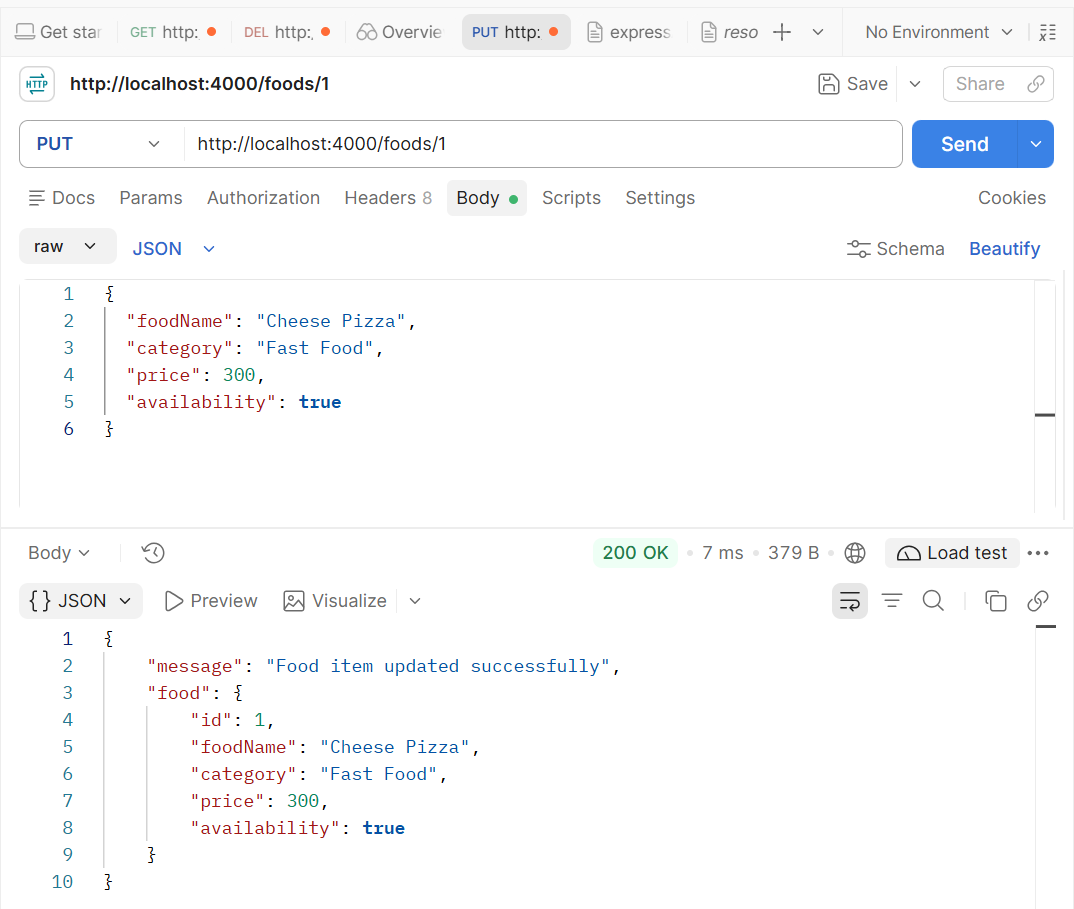 Get star GET http: DEL http:, Overvie PUT http: express reso No Environment
HTTP http://localhost:4000/foods/1 Save Share
PUT http://localhost:4000/foods/1 Send
Docs Params Authorization Headers 8 Body Scripts Settings Cookies
raw JSON Schema Beautify
1 {
2 "foodName": "Cheese Pizza",
3 "category": "Fast Food",
4 "price": 300,
5 "availability": true
6 }
Body 200 OK • 7 ms • 379 B • Load test
{} JSON Preview Visualize
1 {
2 "message": "Food item updated successfully",
3 "food": {
4 "id": 1,
5 "foodName": "Cheese Pizza",
6 "category": "Fast Food",
7 "price": 300,
8 "availability": true
9 }
10 }